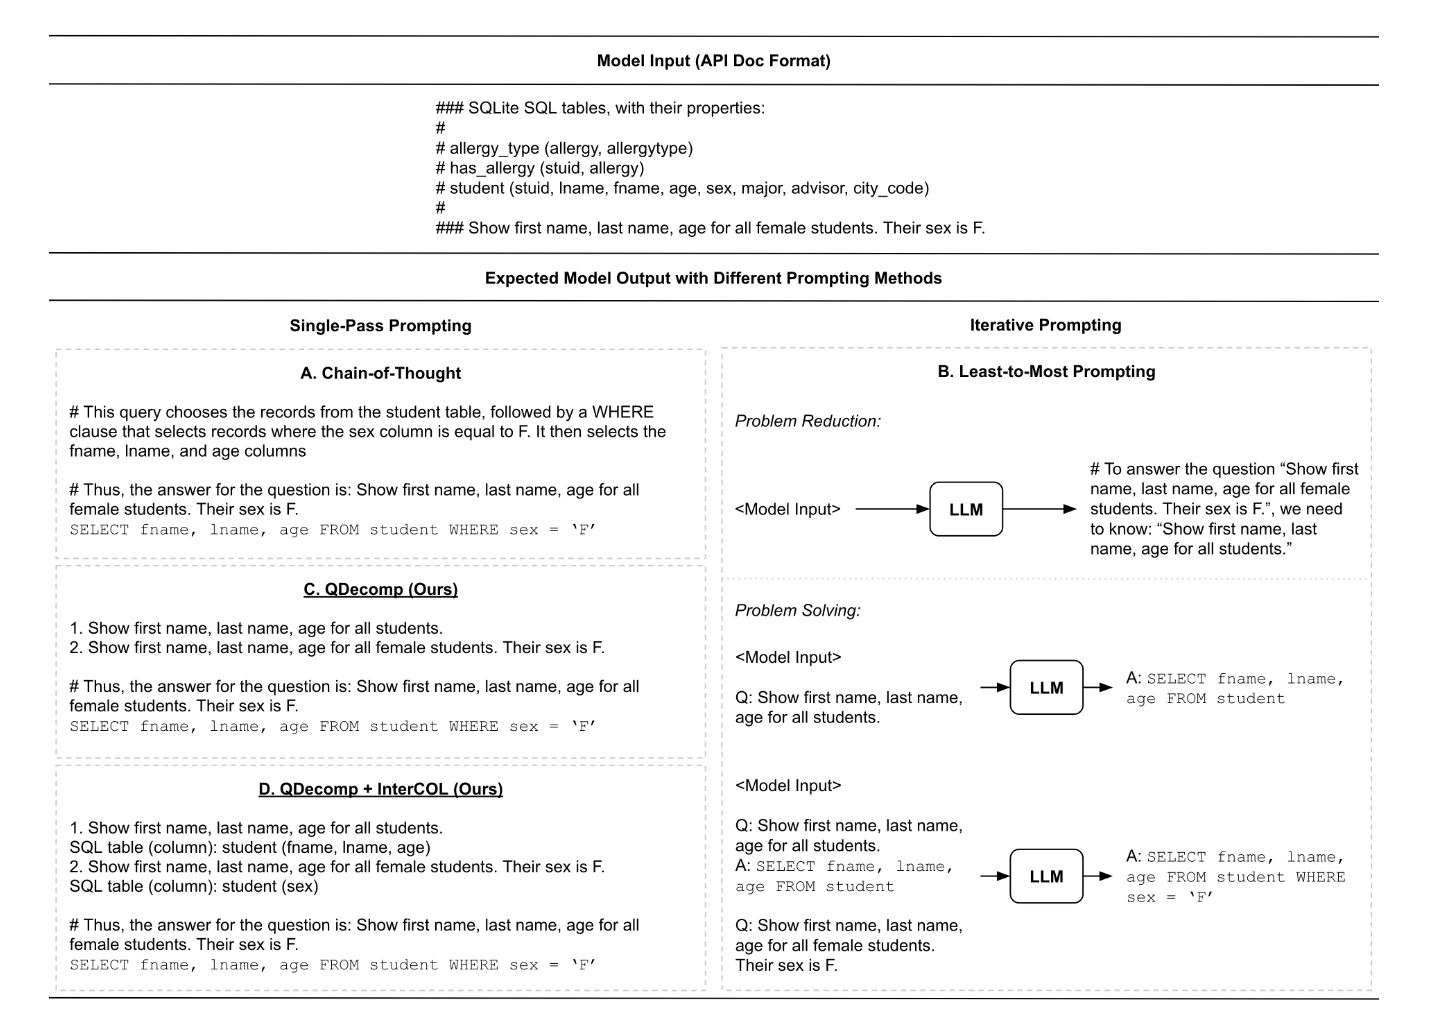 Model Input (API Doc Format)
### SQLite SQL tables, with their properties:
#
# allergy_type (allergy, allergytype)
# has_allergy (stuid, allergy)
# student (stuid, lname, fname, age, sex, major, advisor, city_code)
#
### Show first name, last name, age for all female students. Their sex is F.
Expected Model Output with Different Prompting Methods
Single-Pass Prompting
A. Chain-of-Thought
# This query chooses the records from the student table, followed by a WHERE
clause that selects records where the sex column is equal to F. It then selects the
fname, lname, and age columns
# Thus, the answer for the question is: Show first name, last name, age for all
female students. Their sex is F.
SELECT fname, lname, age FROM student WHERE sex = ‘F’
C. QDecomp (Ours)
1. Show first name, last name, age for all students.
2. Show first name, last name, age for all female students. Their sex is F.
# Thus, the answer for the question is: Show first name, last name, age for all
female students. Their sex is F.
SELECT fname, lname, age FROM student WHERE sex = ‘F’
D. QDecomp + InterCOL (Ours)
1. Show first name, last name, age for all students.
SQL table (column): student (fname, lname, age)
2. Show first name, last name, age for all female students. Their sex is F.
SQL table (column): student (sex)
# Thus, the answer for the question is: Show first name, last name, age for all
female students. Their sex is F.
SELECT fname, lname, age FROM student WHERE sex = ‘F’
Iterative Prompting
B. Least-to-Most Prompting
Problem Reduction:
<Model Input>
LLM
# To answer the question “Show first
name, last name, age for all female
students. Their sex is F.”, we need
to know: “Show first name, last
name, age for all students.”
Problem Solving:
<Model Input>
Q: Show first name, last name,
age for all students.
LLM
A: SELECT fname, lname,
age FROM student
<Model Input>
Q: Show first name, last name,
age for all students.
A: SELECT fname, lname,
age FROM student
Q: Show first name, last name,
age for all female students.
Their sex is F.
LLM
A: SELECT fname, lname,
age FROM student WHERE
sex = ‘F’